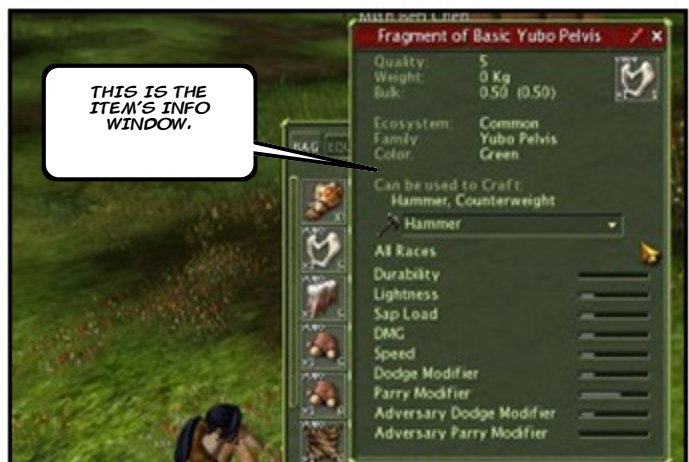 Fragment of Basic Yubo Pelvis
Quality: 5
Weight: 0 Kg
Bulk: 0.50 (0.50)
THIS IS THE
ITEM'S INFO
WINDOW.
Ecosystem: Common
Family: Yubo Pelvis
Color: Green
BAG
Can be used to Craft:
Hammer, Counterweight
Hammer
All Races
Durability
Lightness
Sap Load
DMG
Speed
Dodge Modifier
Parry Modifier
Adversary Dodge Modifier
Adversary Parry Modifier